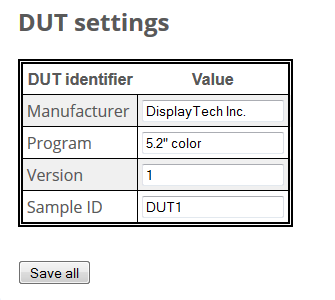 DUT settings
DUT identifier Value
Manufacturer DisplayTech Inc.
Program 5.2" color
Version 1
Sample ID DUT1
Save all